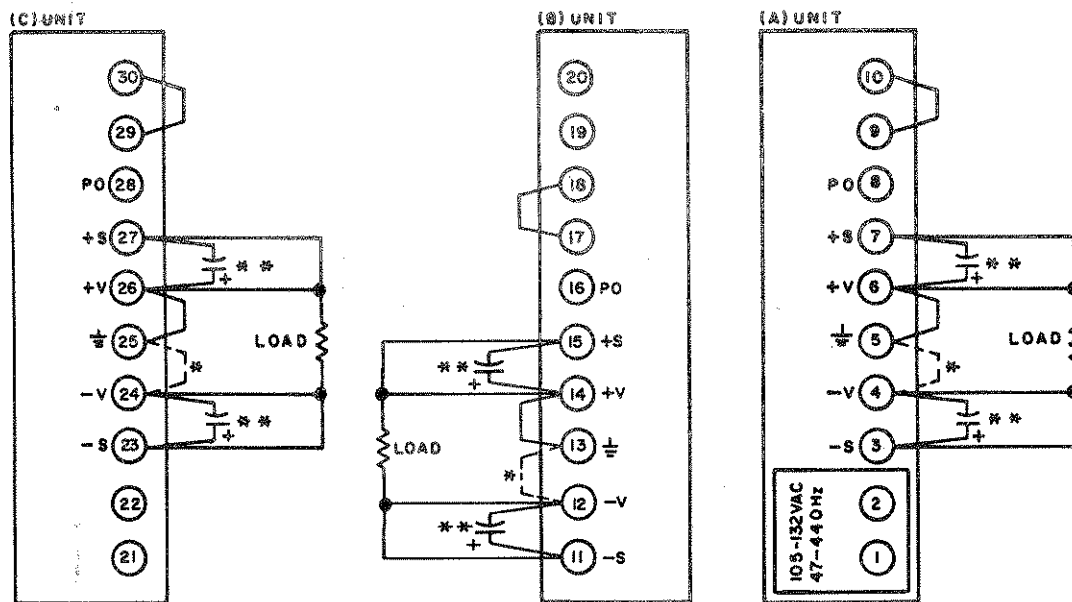 (C) UNIT
30
29
PO 28
+S 27
**
+
+V 26
25
LOAD
*
-V 24
**
+
-S 23
22
21
(B) UNIT
20
19
18
17
16 PO
15 +S
**
+
14 +V
LOAD
13
*
12 -V
**
+
11 -S
(A) UNIT
10
9
PO 8
+S 7
**
+
+V 6
5
LOAD
*
-V 4
**
+
-S 3
105-132VAC
47-440Hz
2
1